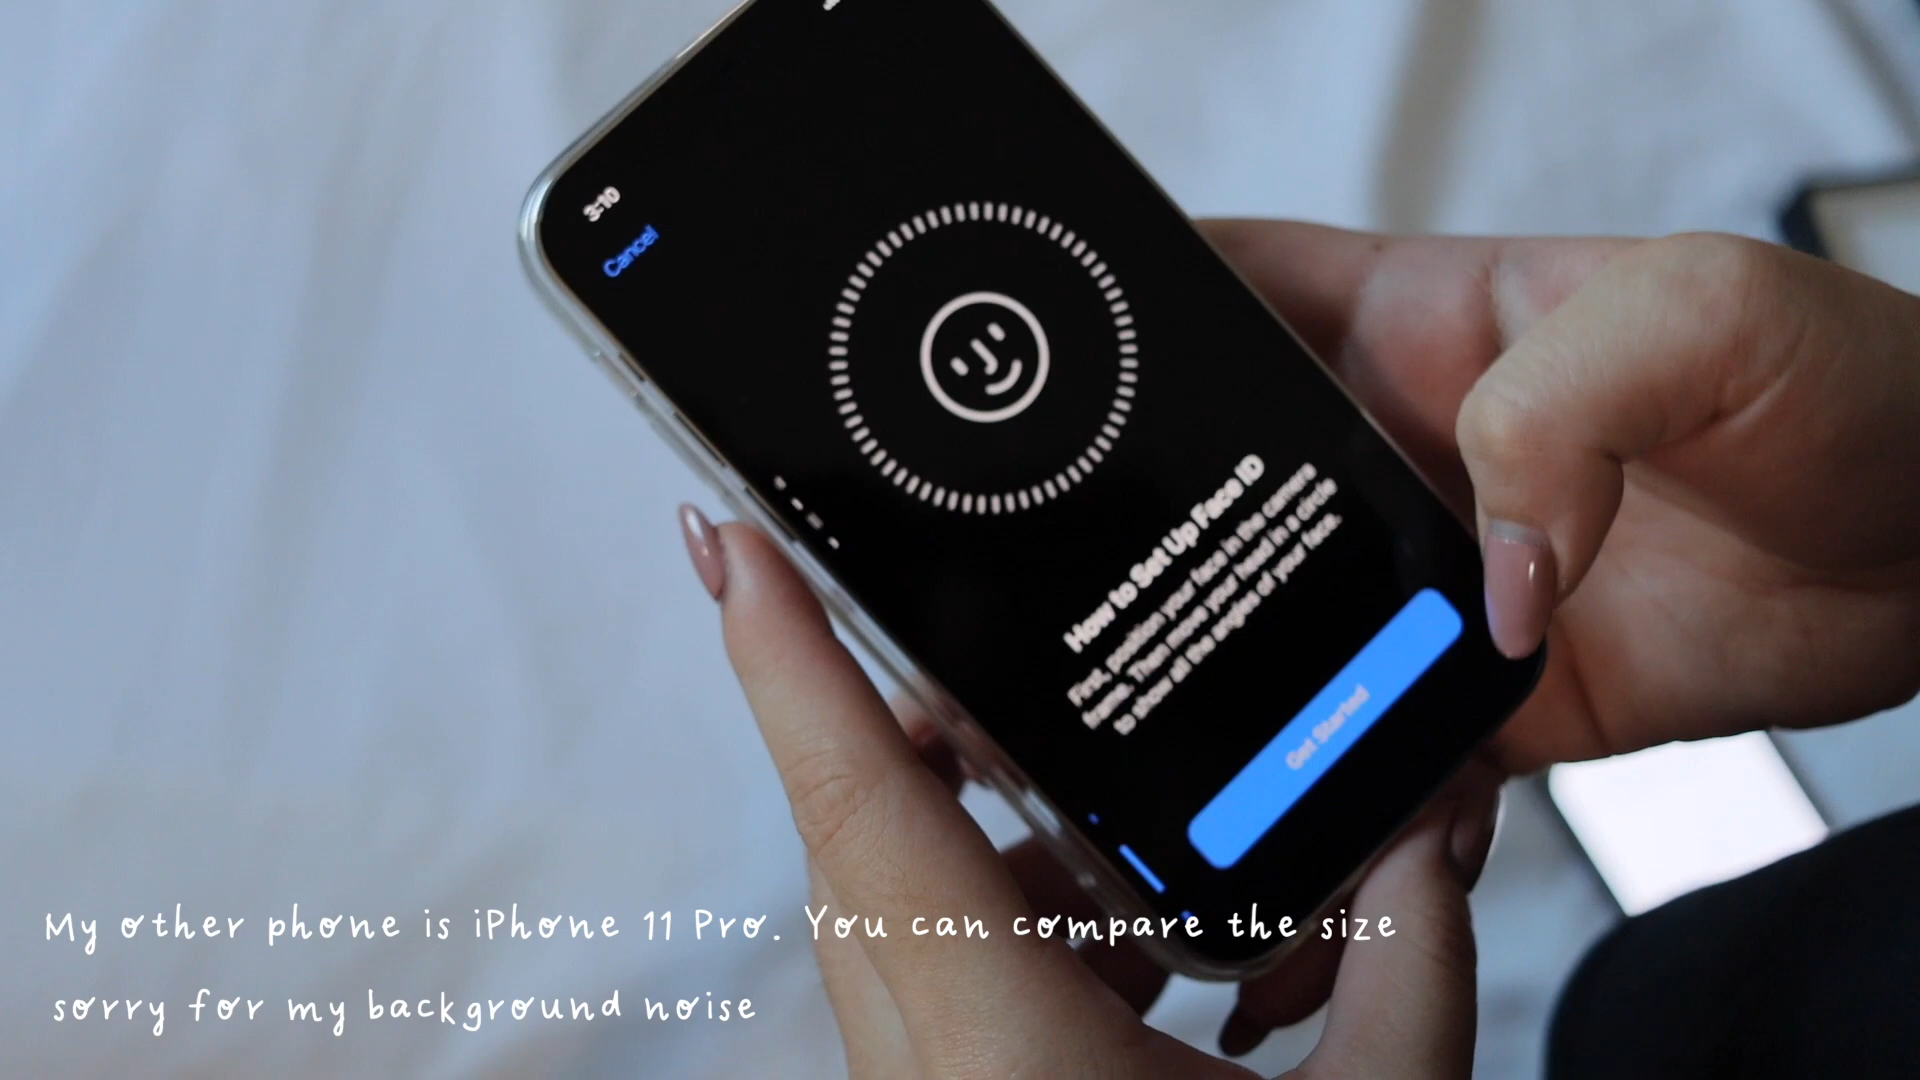 3:10
Cancel
How to Set Up Face ID
First, position your face in the camera
frame. Then move your head in a circle
to show all the angles of your face.
Get Started
My other phone is iPhone 11 Pro. You can compare the size
sorry for my background noise